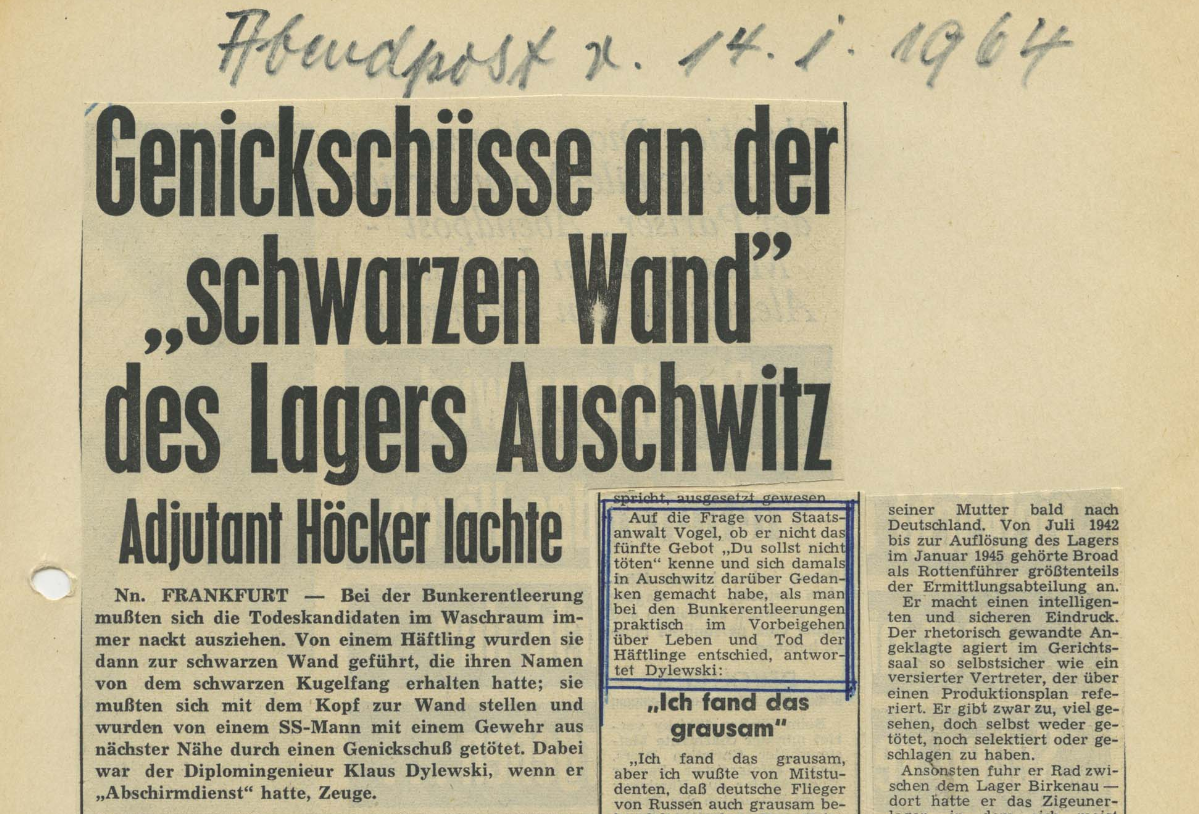 Abendpost v. 14. 1. 1964
Genickschüsse an der
„schwarzen Wand”
des Lagers Auschwitz
Adjutant Höcker lachte
Nn. FRANKFURT — Bei der Bunkerentleerung
mußten sich die Todeskandidaten im Waschraum im-
mer nackt ausziehen. Von einem Häftling wurden sie
dann zur schwarzen Wand geführt, die ihren Namen
von dem schwarzen Kugelfang erhalten hatte; sie
mußten sich mit dem Kopf zur Wand stellen und
wurden von einem SS-Mann mit einem Gewehr aus
nächster Nähe durch einen Genickschuß getötet. Dabei
war der Diplomingenieur Klaus Dylewski, wenn er
„Abschirmdienst“ hatte, Zeuge.
spricht, ausgesetzt gewesen.
Auf die Frage von Staats-
anwalt Vogel, ob er nicht das
fünfte Gebot „Du sollst nicht
töten“ kenne und sich damals
in Auschwitz darüber Gedan-
ken gemacht habe, als man
bei den Bunkerentleerungen
praktisch im Vorbeigehen
über Leben und Tod der
Häftlinge entschied, antwor-
tet Dylewski:
„Ich fand das
grausam“
„Ich fand das grausam,
aber ich wußte von Mitstu-
denten, daß deutsche Flieger
von Russen auch grausam be-
seiner Mutter bald nach
Deutschland. Von Juli 1942
bis zur Auflösung des Lagers
im Januar 1945 gehörte Broad
als Rottenführer größtenteils
der Ermittlungsabteilung an.
Er macht einen intelligen-
ten und sicheren Eindruck.
Der rhetorisch gewandte An-
geklagte agiert im Gerichts-
saal so selbstsicher wie ein
versierter Vertreter, der über
einen Produktionsplan refe-
riert. Er gibt zwar zu, viel ge-
sehen, doch selbst weder ge-
tötet, noch selektiert oder ge-
schlagen zu haben.
Ansonsten fuhr er Rad zwi-
schen dem Lager Birkenau —
dort hatte er das Zigeuner-